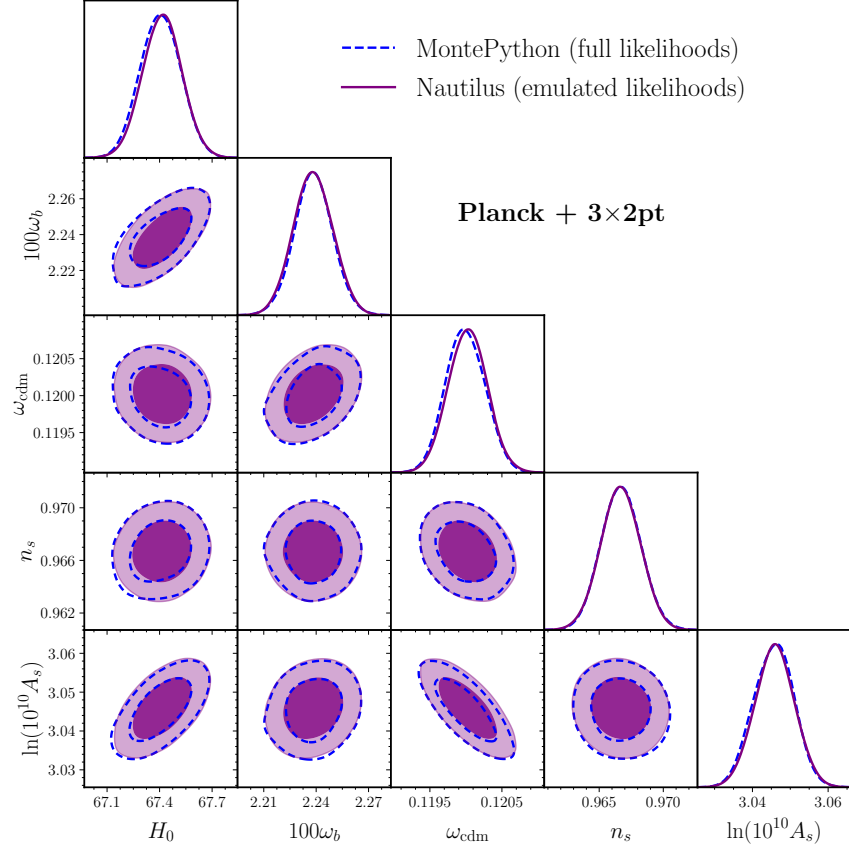 MontePython (full likelihoods)
Nautilus (emulated likelihoods)
Planck + 3×2pt
2.26
2.24
2.22
100ω_b
0.1205
0.1200
0.1195
ω_cdm
0.970
0.966
0.962
n_s
3.06
3.05
3.04
3.03
ln(10^10 A_s)
67.1 67.4 67.7
2.21 2.24 2.27
0.1195 0.1205
0.965 0.970
3.04 3.06
H_0
100ω_b
ω_cdm
n_s
ln(10^10 A_s)